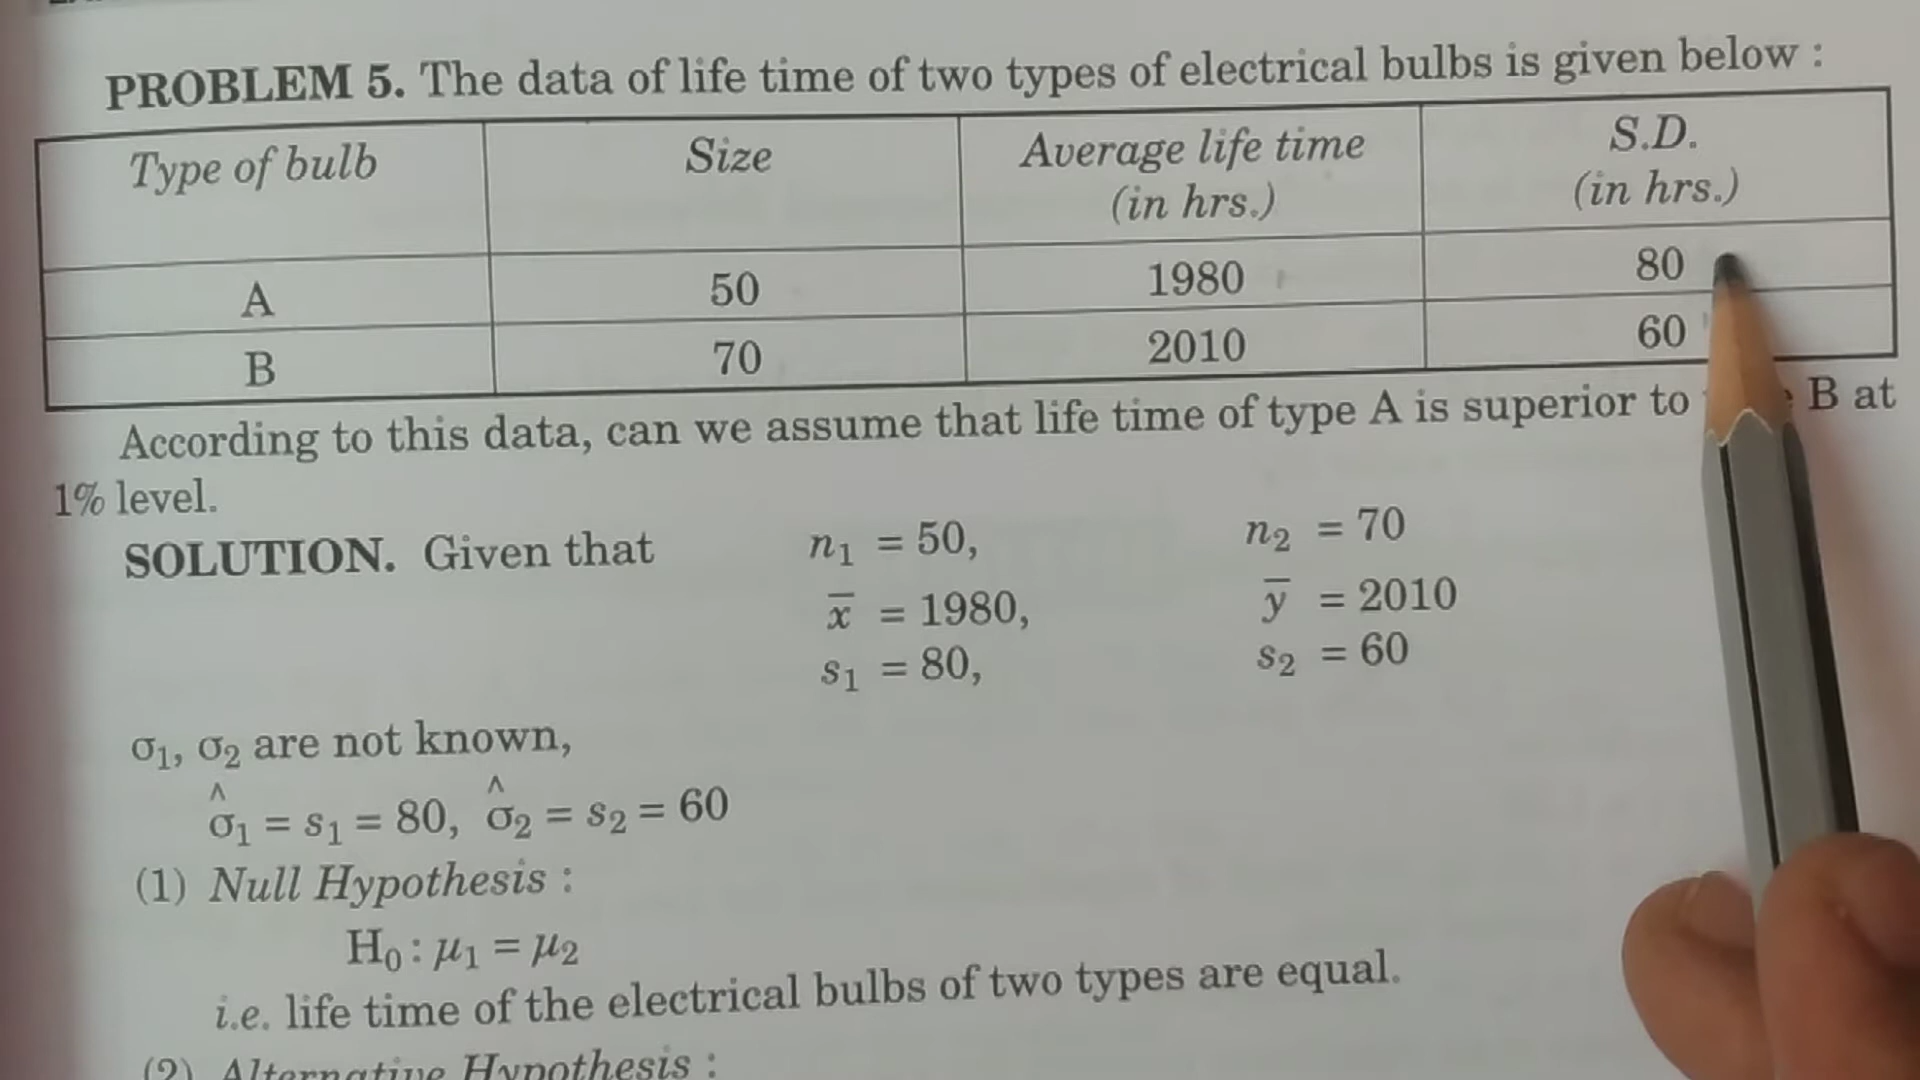 PROBLEM 5. The data of life time of two types of electrical bulbs is given below :
Type of bulb Size Average life time (in hrs.) S.D. (in hrs.)
A 50 1980 80
B 70 2010 60
According to this data, can we assume that life time of type A is superior to B at
1% level.
SOLUTION. Given that n₁ = 50, n₂ = 70
x̄ = 1980, ȳ = 2010
s₁ = 80, s₂ = 60
σ₁, σ₂ are not known,
σ̂₁ = s₁ = 80, σ̂₂ = s₂ = 60
(1) Null Hypothesis :
H₀ : μ₁ = μ₂
i.e. life time of the electrical bulbs of two types are equal.
(2) Alternative Hypothesis :